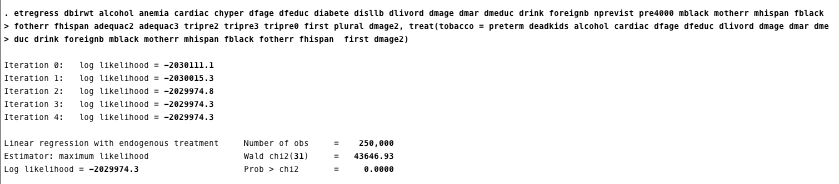 . etregress dbirwt alcohol anemia cardiac chyper dfage dfeduc diabete disllb dlivord dmage dmar dmeduc drink foreignb nprevist pre4000 mblack motherr mhispan fblack
> fotherr fhispan adequac2 adequac3 tripre2 tripre3 tripre0 first plural dmage2, treat(tobacco = preterm deadkids alcohol cardiac dfage dfeduc dlivord dmage dmar dme
> duc drink foreignb mblack motherr mhispan fblack fotherr fhispan  first dmage2)
Iteration 0:   log likelihood = -2030111.1
Iteration 1:   log likelihood = -2030015.3
Iteration 2:   log likelihood = -2029974.8
Iteration 3:   log likelihood = -2029974.3
Iteration 4:   log likelihood = -2029974.3
Linear regression with endogenous treatment     Number of obs     =    250,000
Estimator: maximum likelihood                   Wald chi2(31)     =   43646.93
Log likelihood = -2029974.3                     Prob > chi2       =     0.0000